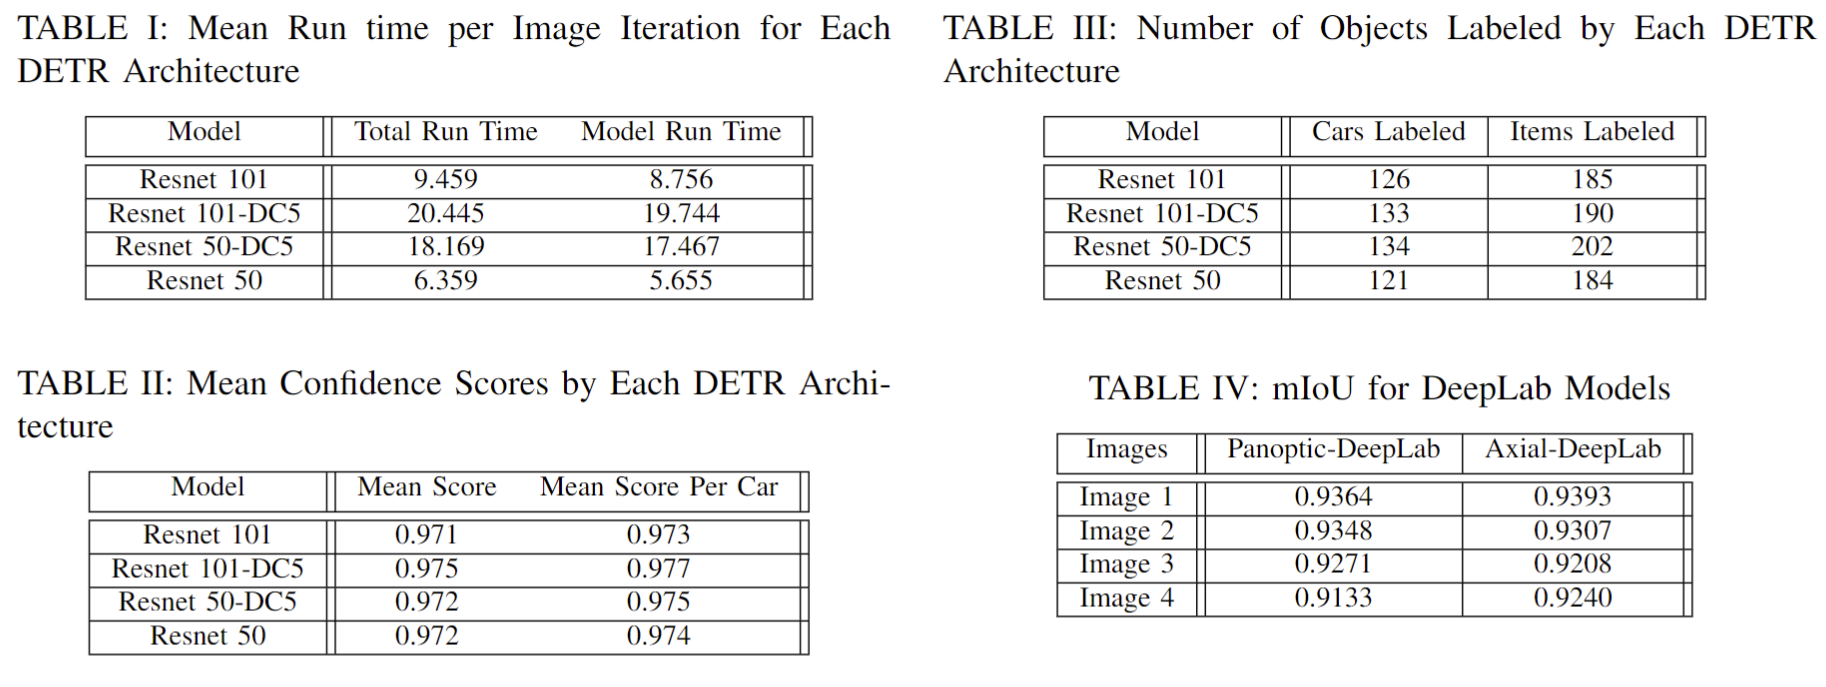 TABLE I: Mean Run time per Image Iteration for Each
DETR Architecture
Model Total Run Time Model Run Time
Resnet 101 9.459 8.756
Resnet 101-DC5 20.445 19.744
Resnet 50-DC5 18.169 17.467
Resnet 50 6.359 5.655
TABLE II: Mean Confidence Scores by Each DETR Archi-
tecture
Model Mean Score Mean Score Per Car
Resnet 101 0.971 0.973
Resnet 101-DC5 0.975 0.977
Resnet 50-DC5 0.972 0.975
Resnet 50 0.972 0.974
TABLE III: Number of Objects Labeled by Each DETR
Architecture
Model Cars Labeled Items Labeled
Resnet 101 126 185
Resnet 101-DC5 133 190
Resnet 50-DC5 134 202
Resnet 50 121 184
TABLE IV: mIoU for DeepLab Models
Images Panoptic-DeepLab Axial-DeepLab
Image 1 0.9364 0.9393
Image 2 0.9348 0.9307
Image 3 0.9271 0.9208
Image 4 0.9133 0.9240